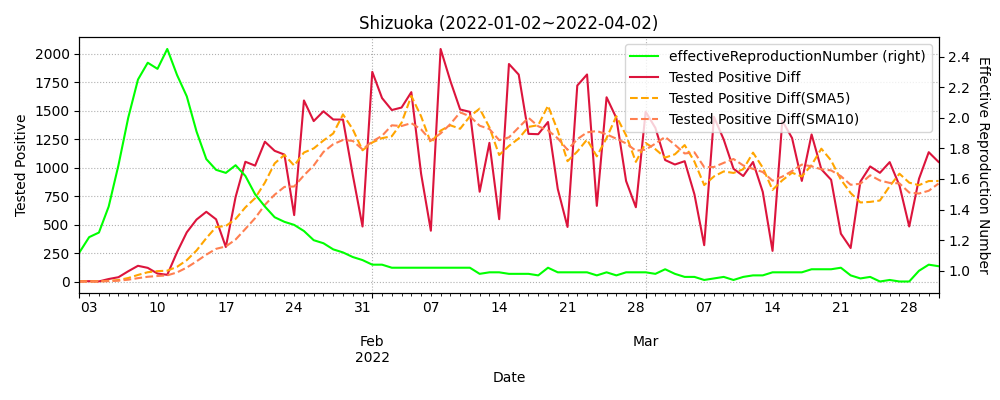 Shizuoka (2022-01-02~2022-04-02)
effectiveReproductionNumber (right)
Tested Positive Diff
Tested Positive Diff(SMA5)
Tested Positive Diff(SMA10)
Tested Positive
2000
1750
1500
1250
1000
750
500
250
0
2.4
2.2
2.0
1.8
1.6
1.4
1.2
1.0
Effective Reproduction Number
03 10 17 24 31 07 14 21 28 07 14 21 28
Feb Mar
2022
Date